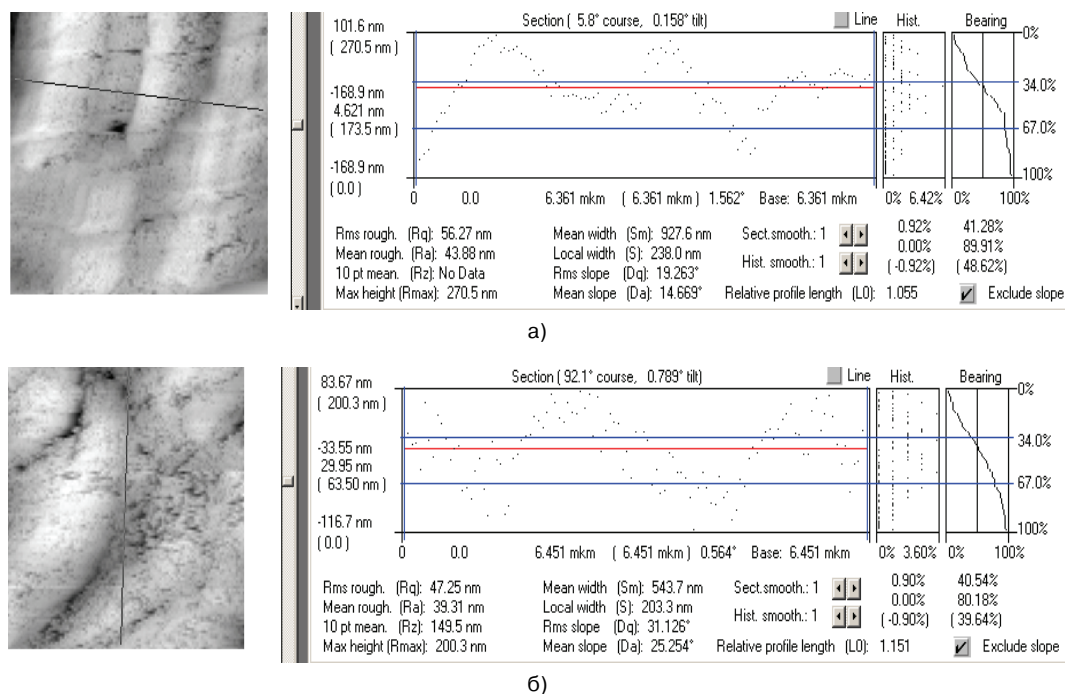 101.6 nm
( 270.5 nm)
-168.9 nm
4.621 nm
( 173.5 nm )
-168.9 nm
( 0.0 )
Section ( 5.8° course, 0.158° tilt)
Line
Hist.
Bearing
0%
34.0%
67.0%
100%
0 0.0 6.361 mkm ( 6.361 mkm ) 1.562° Base: 6.361 mkm 0% 6.42% 0% 100%
Rms rough. (Rq): 56.27 nm Mean width (Sm): 927.6 nm Sect.smooth.: 1 0.92% 41.28%
Mean rough. (Ra): 43.88 nm Local width (S): 238.0 nm 0.00% 89.91%
10 pt mean. (Rz): No Data Rms slope (Dq): 19.263° Hist. smooth.: 1 ( -0.92%) ( 48.62%)
Max height (Rmax): 270.5 nm Mean slope (Da): 14.669° Relative profile length (L0): 1.055 Exclude slope
а)
83.67 nm
( 200.3 nm )
-33.55 nm
29.95 nm
( 63.50 nm )
-116.7 nm
( 0.0 )
Section ( 92.1° course, 0.789° tilt)
Line
Hist.
Bearing
0%
34.0%
67.0%
100%
0 0.0 6.451 mkm ( 6.451 mkm ) 0.564° Base: 6.451 mkm 0% 3.60% 0% 100%
Rms rough. (Rq): 47.25 nm Mean width (Sm): 543.7 nm Sect.smooth.: 1 0.90% 40.54%
Mean rough. (Ra): 39.31 nm Local width (S): 203.3 nm 0.00% 80.18%
10 pt mean. (Rz): 149.5 nm Rms slope (Dq): 31.126° Hist. smooth.: 1 ( -0.90%) ( 39.64%)
Max height (Rmax): 200.3 nm Mean slope (Da): 25.254° Relative profile length (L0): 1.151 Exclude slope
б)